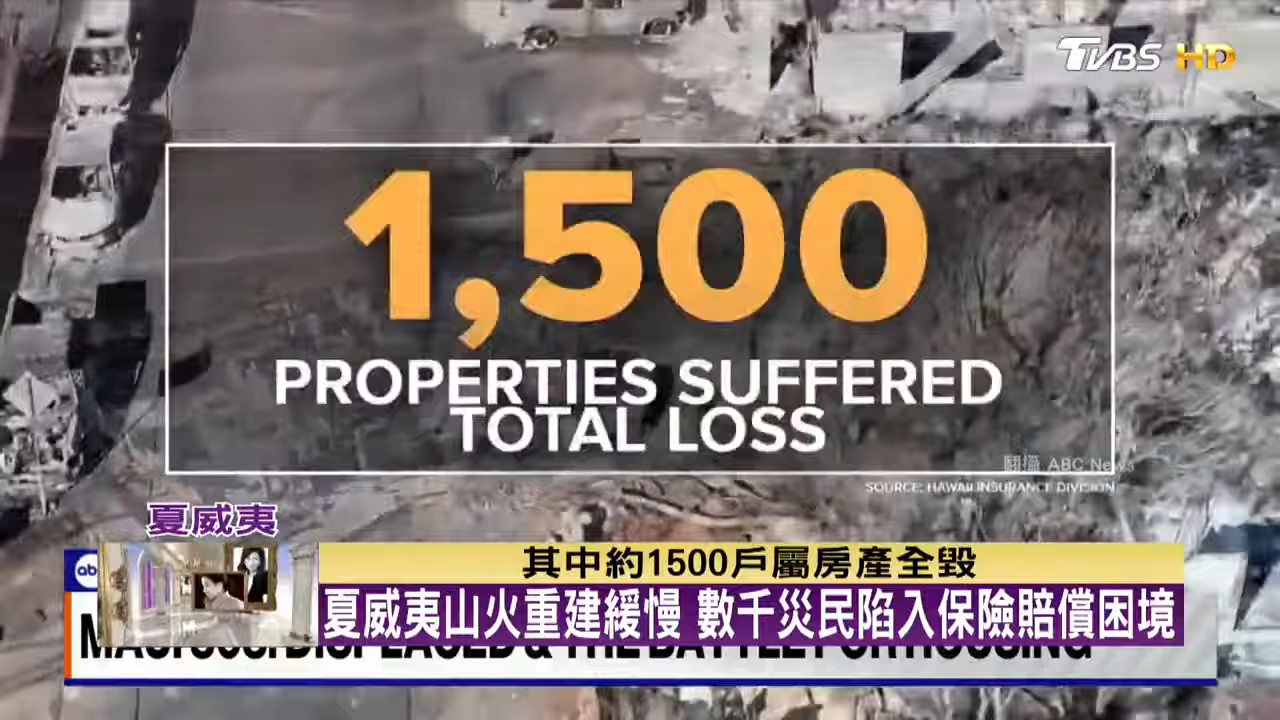 TVBS HD
1,500
PROPERTIES SUFFERED
TOTAL LOSS
翻攝 ABC News
SOURCE: HAWAII INSURANCE DIVISION
夏威夷
其中約1500戶屬房產全毀
夏威夷山火重建緩慢 數千災民陷入保險賠償困境